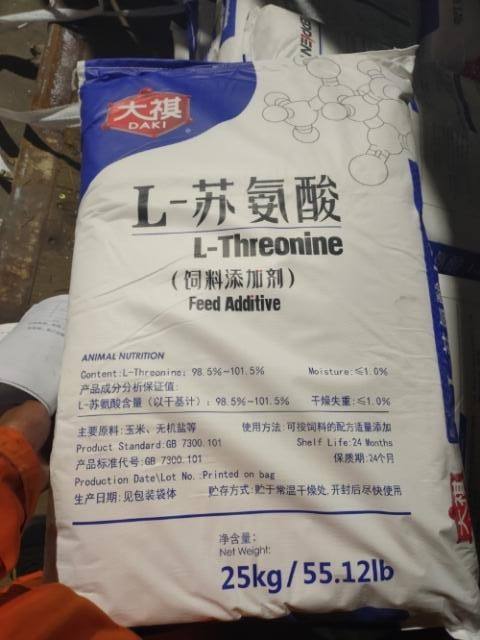 大祺
DAKI
L-苏氨酸
L-Threonine
(饲料添加剂)
Feed Additive
ANIMAL NUTRITION
Content:L-Threonine: 98.5%~101.5% Moisture:≤1.0%
产品成分分析保证值:
L-苏氨酸含量(以干基计): 98.5%~101.5% 干燥失重:≤1.0%
主要原料:玉米、无机盐等 使用方法:可按饲料的配方适量添加
Product Standard:GB 7300.101 Shelf Life:24 Months
产品标准代号:GB 7300.101 保质期:24个月
Production Date\Lot No.:Printed on bag
生产日期:见包装袋体 贮存方式:贮于常温干燥处,开封后尽快使用
净含量:
Net Weight:
25kg/55.12lb
大祺